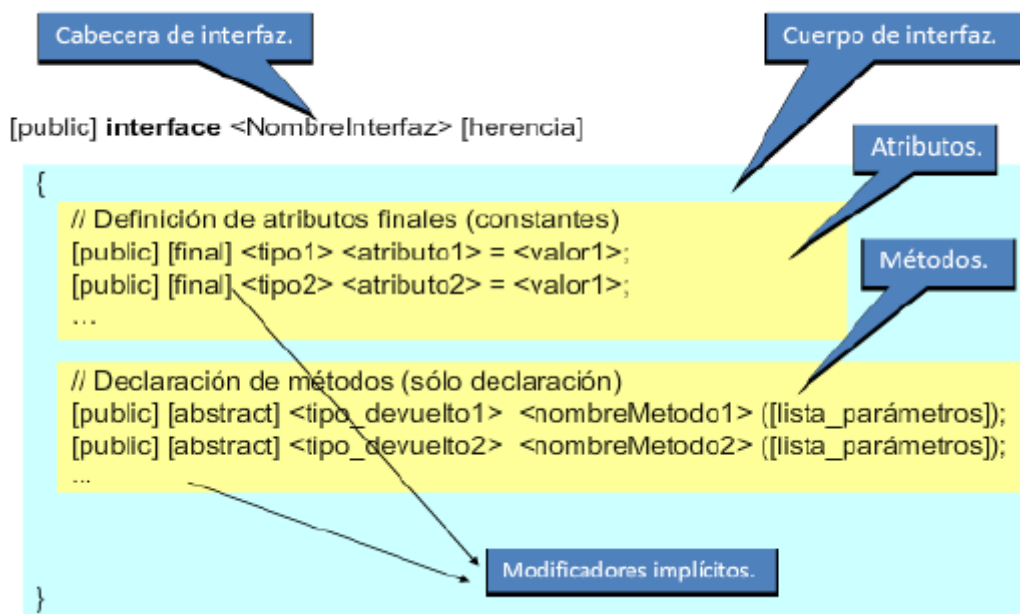 Cabecera de interfaz.
Cuerpo de interfaz.
[public] interface <NombreInterfaz> [herencia]
Atributos.
{
// Definición de atributos finales (constantes)
[public] [final] <tipo1> <atributo1> = <valor1>;
[public] [final] <tipo2> <atributo2> = <valor1>;
...
Métodos.
// Declaración de métodos (sólo declaración)
[public] [abstract] <tipo_devuelto1> <nombreMetodo1> ([lista_parámetros]);
[public] [abstract] <tipo_devuelto2> <nombreMetodo2> ([lista_parámetros]);
...
Modificadores implícitos.
}